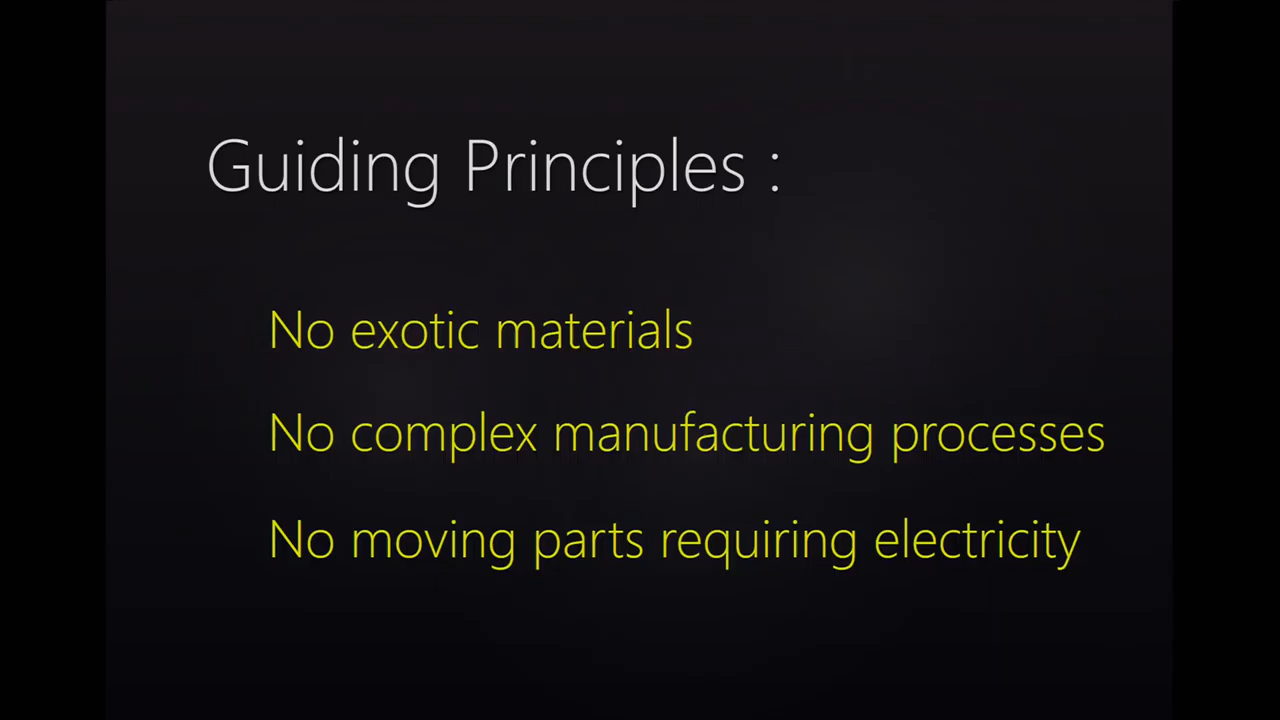 Guiding Principles :
No exotic materials
No complex manufacturing processes
No moving parts requiring electricity